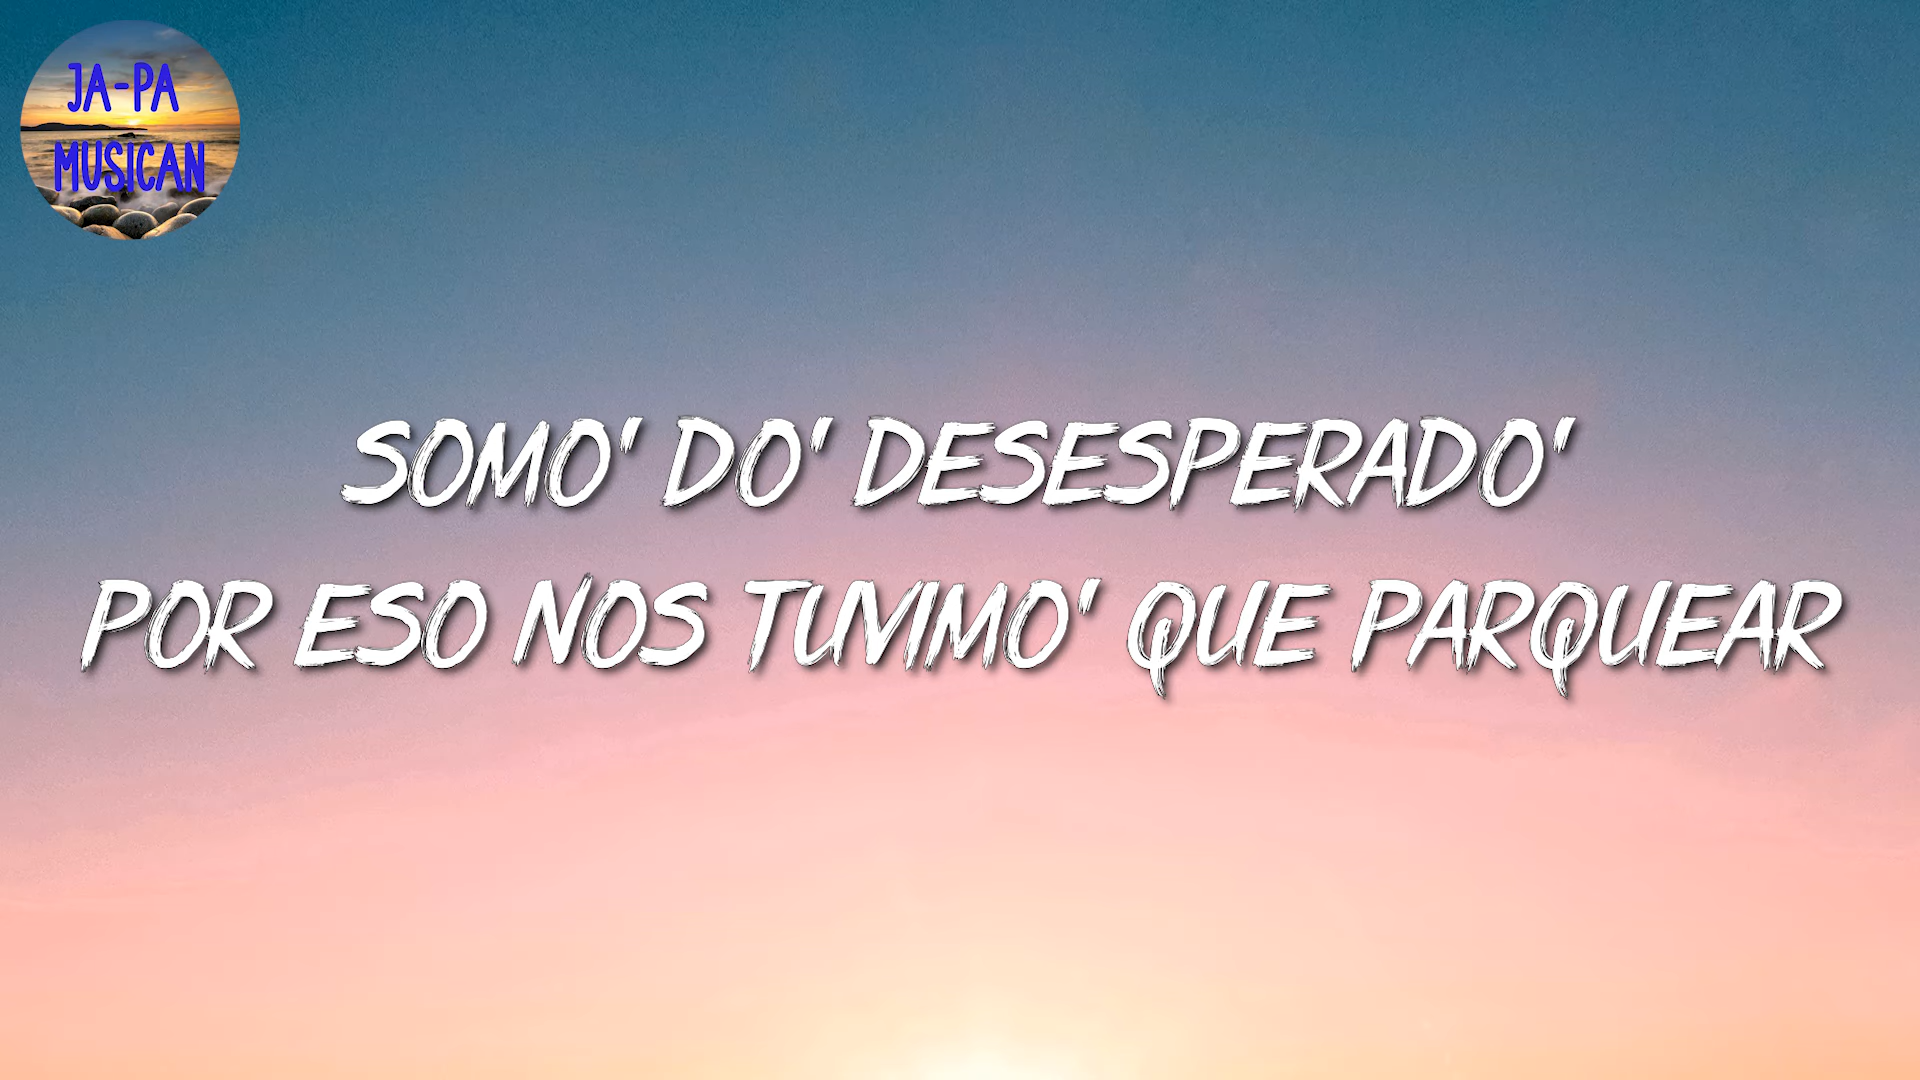 JA-PA
MUSICAN
SOMO' DO' DESESPERADO'
POR ESO NOS TUVIMO' QUE PARQUEAR